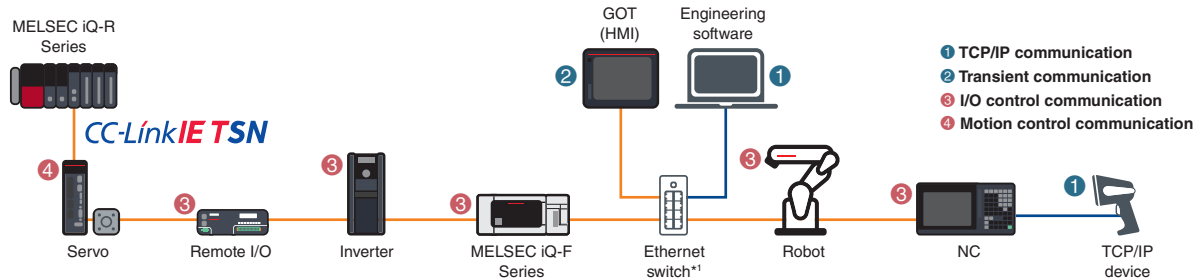 MELSEC iQ-R
Series
GOT
(HMI)
Engineering
software
2
1
1 TCP/IP communication
2 Transient communication
3 I/O control communication
4 Motion control communication
CC-Link IE TSN
4
3
3
3
3
3
1
Servo
Remote I/O
Inverter
MELSEC iQ-F
Series
Ethernet
switch*1
Robot
NC
TCP/IP
device